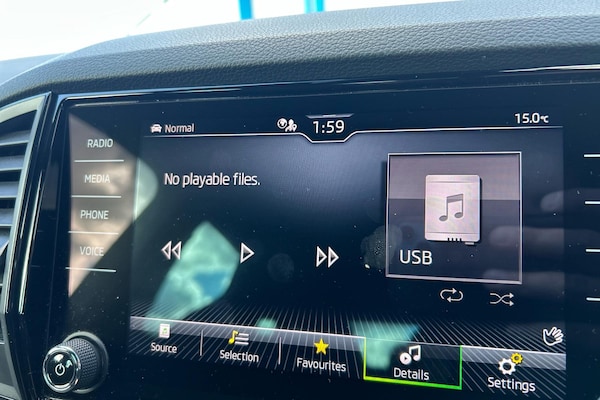 Normal
1:59
15.0°C
RADIO
MEDIA
PHONE
VOICE
No playable files.
USB
Source
Selection
Favourites
Details
Settings